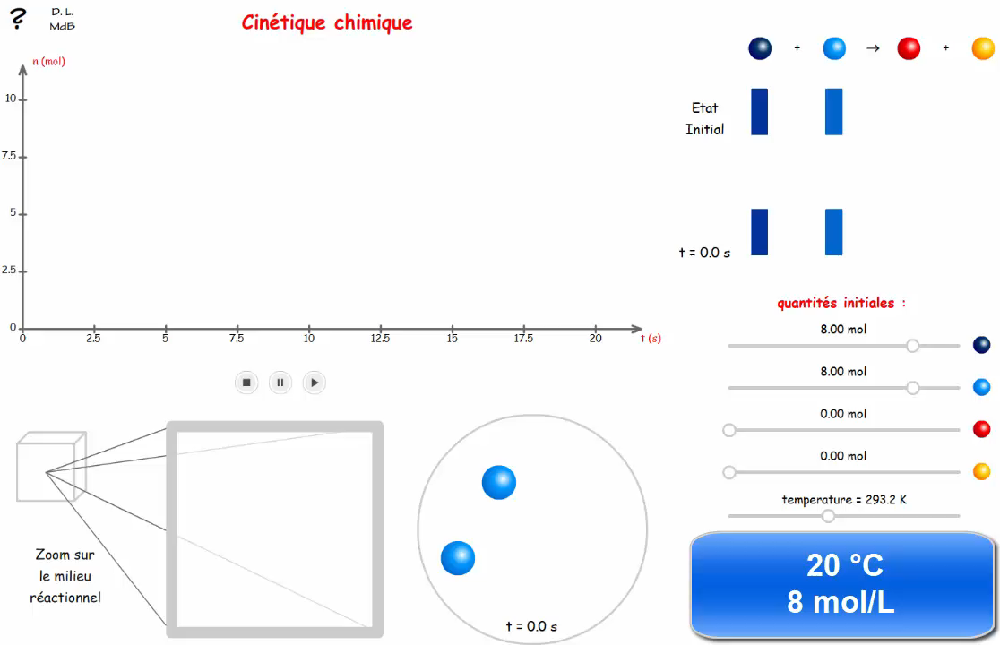 ?
D. L.
MdB
Cinétique chimique
n (mol)
10
7.5
5
2.5
0
0 2.5 5 7.5 10 12.5 15 17.5 20
t (s)
+ → +
Etat
Initial
t = 0.0 s
quantités initiales :
8.00 mol
8.00 mol
0.00 mol
0.00 mol
temperature = 293.2 K
20 °C
8 mol/L
Zoom sur
le milieu
réactionnel
t = 0.0 s